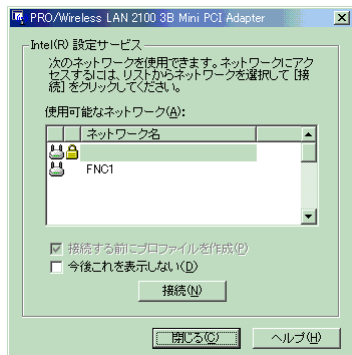 PRO/Wireless LAN 2100 3B Mini PCI Adapter
Intel(R) 設定サービス
次のネットワークを使用できます。ネットワークにアク
セスするには、リストからネットワークを選択して [接
続] をクリックしてください。
使用可能なネットワーク(A):
ネットワーク名
FNC1
接続する前にプロファイルを作成(P)
今後これを表示しない(D)
接続(N)
閉じる(C)
ヘルプ(H)